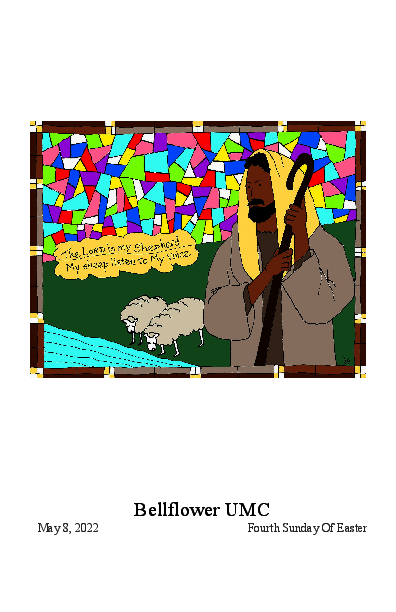 The Lord is my Shepherd
My sheep listen to My voice.
Bellflower UMC
May 8, 2022
Fourth Sunday Of Easter